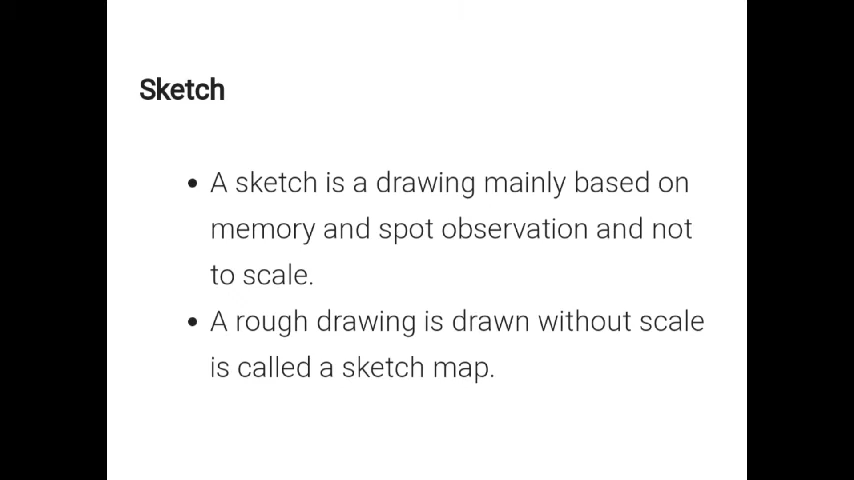 Sketch
• A sketch is a drawing mainly based on
memory and spot observation and not
to scale.
• A rough drawing is drawn without scale
is called a sketch map.